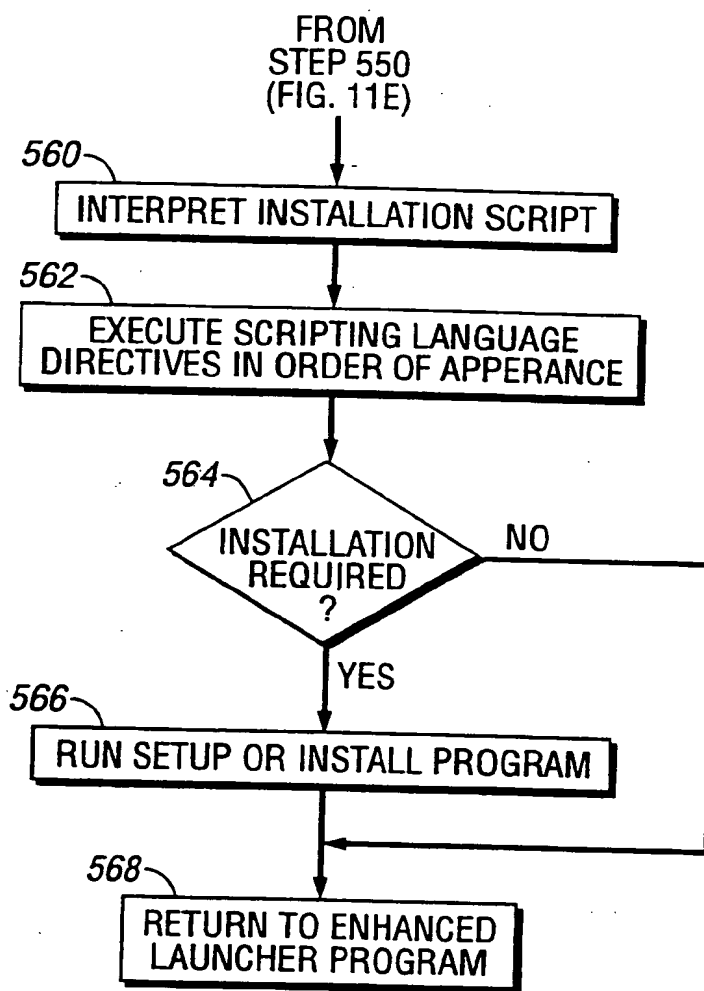 FROM
STEP 550
(FIG. 11E)
560
INTERPRET INSTALLATION SCRIPT
562
EXECUTE SCRIPTING LANGUAGE
DIRECTIVES IN ORDER OF APPERANCE
564
INSTALLATION
REQUIRED
?
NO
YES
566
RUN SETUP OR INSTALL PROGRAM
568
RETURN TO ENHANCED
LAUNCHER PROGRAM